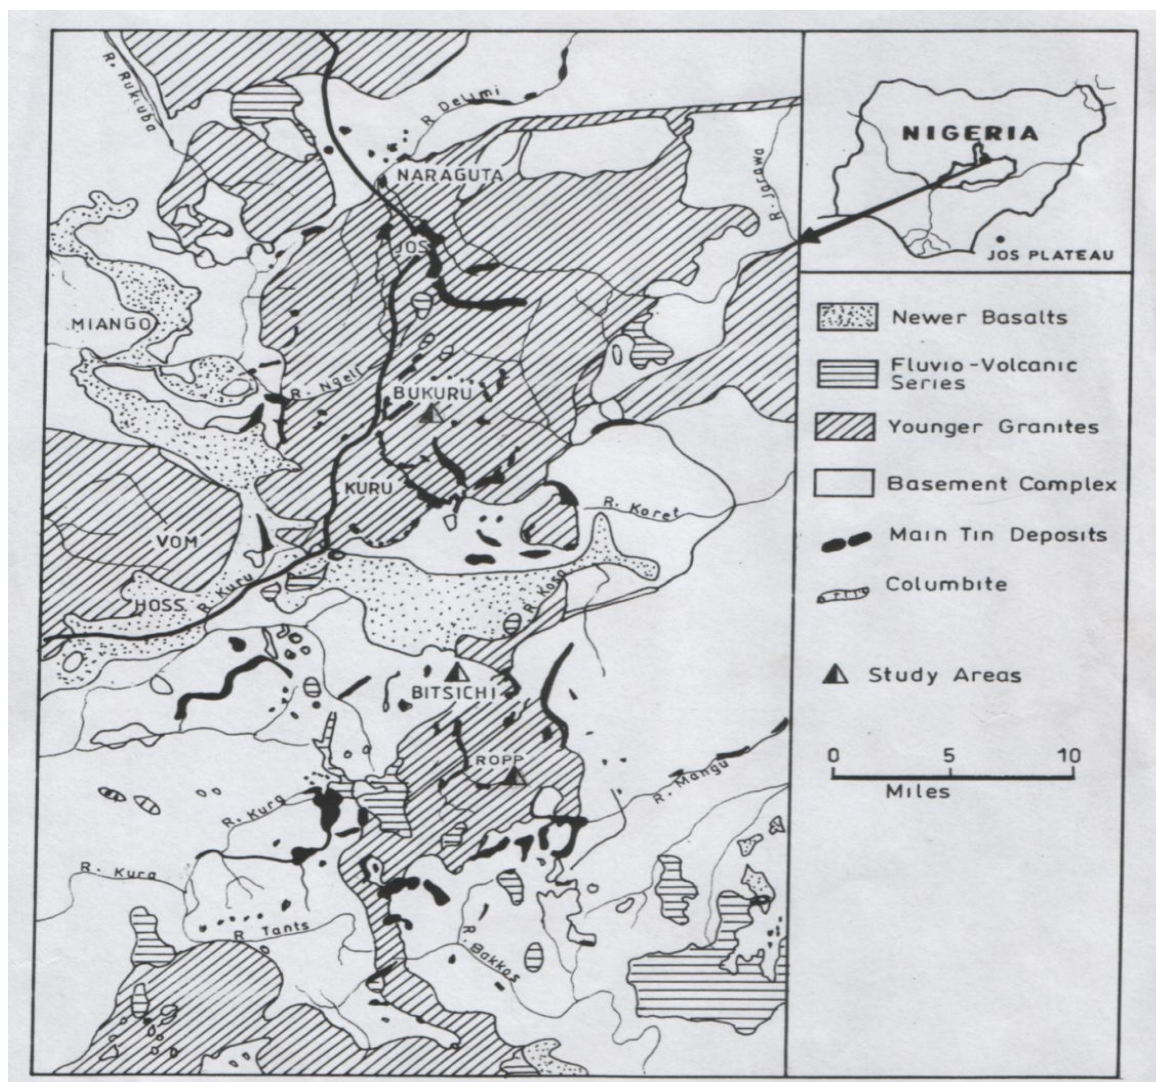 R. Rukuba
R. Delimi
NARAGUTA
R. Jarawa
JOS
MIANGO
R. Ngell
BUKURU
KURU
R. Koret
VOM
HOSS
R. Kuru
R. Kasa
BITSICHI
ROPP
R. Mangu
R. Kura
R. Kura
R. Tants
R. Bakkos
NIGERIA
JOS PLATEAU
Newer Basalts
Fluvio-Volcanic
Series
Younger Granites
Basement Complex
Main Tin Deposits
Columbite
Study Areas
0 5 10
Miles